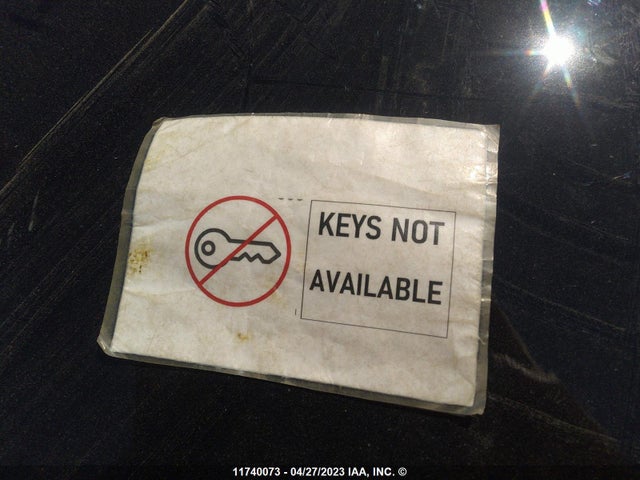 KEYS NOT
AVAILABLE
11740073 - 04/27/2023 IAA, INC. ©